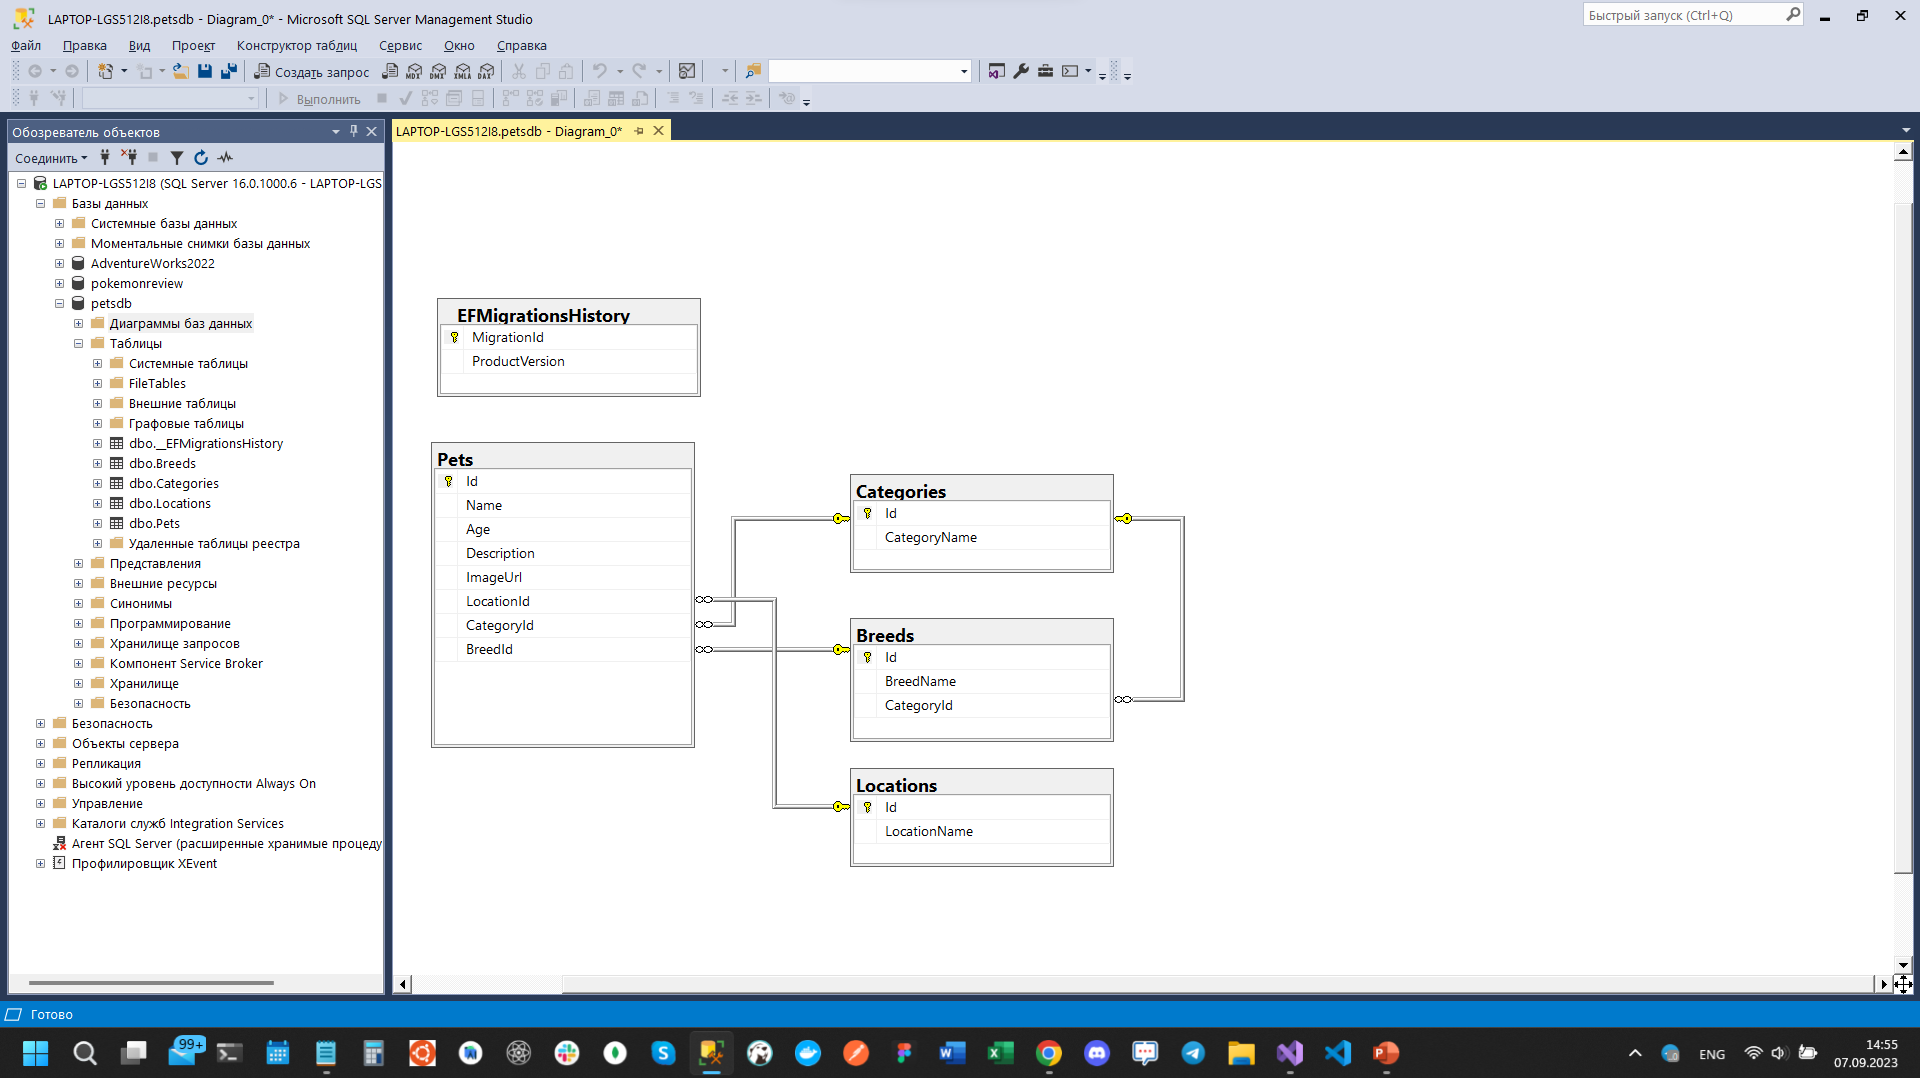 LAPTOP-LGS512I8.petsdb - Diagram_0* - Microsoft SQL Server Management Studio
Быстрый запуск (Ctrl+Q)
Файл Правка Вид Проект Конструктор таблиц Сервис Окно Справка
Создать запрос MDX DMX XMLA DAX
Выполнить
Обозреватель объектов
LAPTOP-LGS512I8.petsdb - Diagram_0*
Соединить
LAPTOP-LGS512I8 (SQL Server 16.0.1000.6 - LAPTOP-LGS
Базы данных
Системные базы данных
Моментальные снимки базы данных
AdventureWorks2022
pokemonreview
petsdb
Диаграммы баз данных
Таблицы
Системные таблицы
FileTables
Внешние таблицы
Графовые таблицы
dbo.__EFMigrationsHistory
dbo.Breeds
dbo.Categories
dbo.Locations
dbo.Pets
Удаленные таблицы реестра
Представления
Внешние ресурсы
Синонимы
Программирование
Хранилище запросов
Компонент Service Broker
Хранилище
Безопасность
Безопасность
Объекты сервера
Репликация
Высокий уровень доступности Always On
Управление
Каталоги служб Integration Services
Агент SQL Server (расширенные хранимые процеду
Профилировщик XEvent
EFMigrationsHistory
MigrationId
ProductVersion
Pets
Id
Name
Age
Description
ImageUrl
LocationId
CategoryId
BreedId
Categories
Id
CategoryName
Breeds
Id
BreedName
CategoryId
Locations
Id
LocationName
Готово
99+
ENG
14:55
07.09.2023